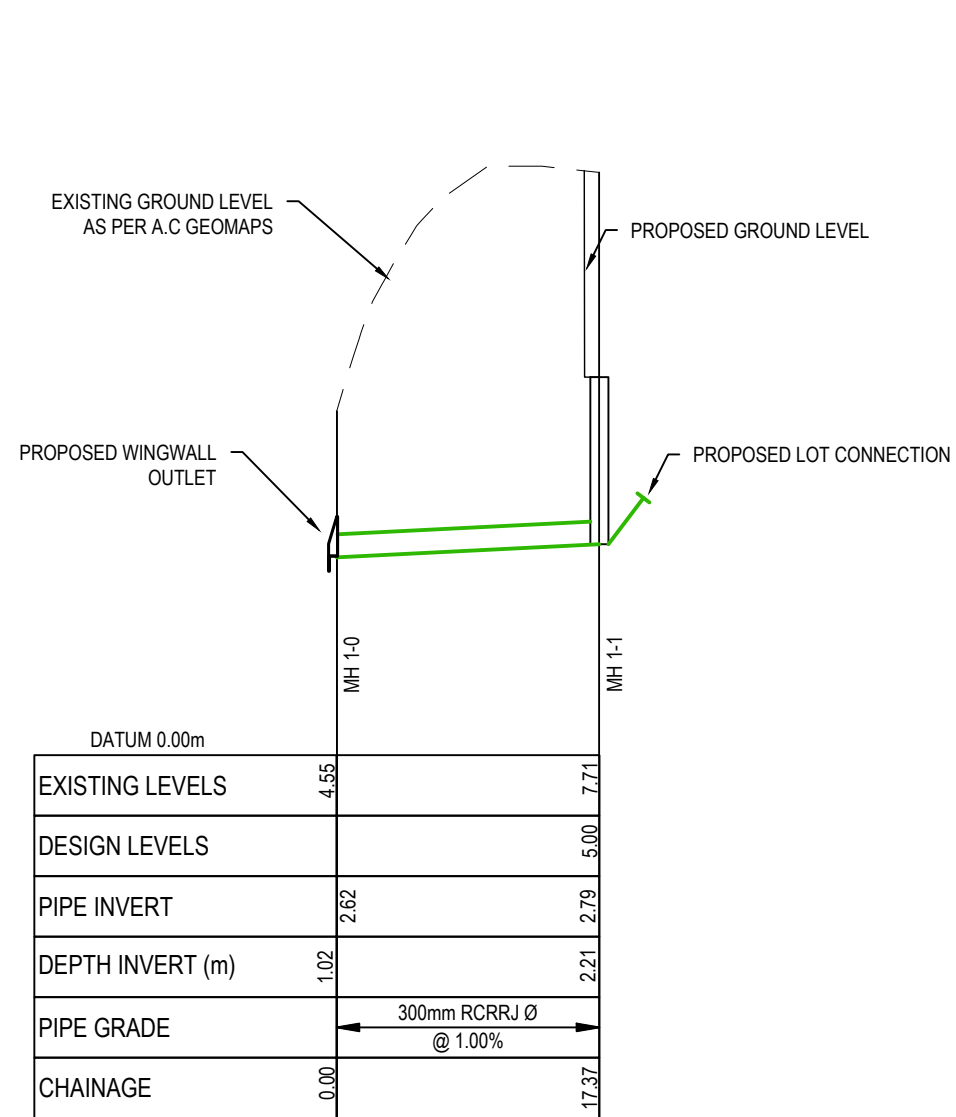 EXISTING GROUND LEVEL
AS PER A.C GEOMAPS
PROPOSED GROUND LEVEL
PROPOSED WINGWALL
OUTLET
PROPOSED LOT CONNECTION
MH 1-0
MH 1-1
DATUM 0.00m
EXISTING LEVELS 4.55 7.71
DESIGN LEVELS 5.00
PIPE INVERT 2.62 2.79
DEPTH INVERT (m) 1.02 2.21
PIPE GRADE 300mm RCRRJ Ø
@ 1.00%
CHAINAGE 0.00 17.37